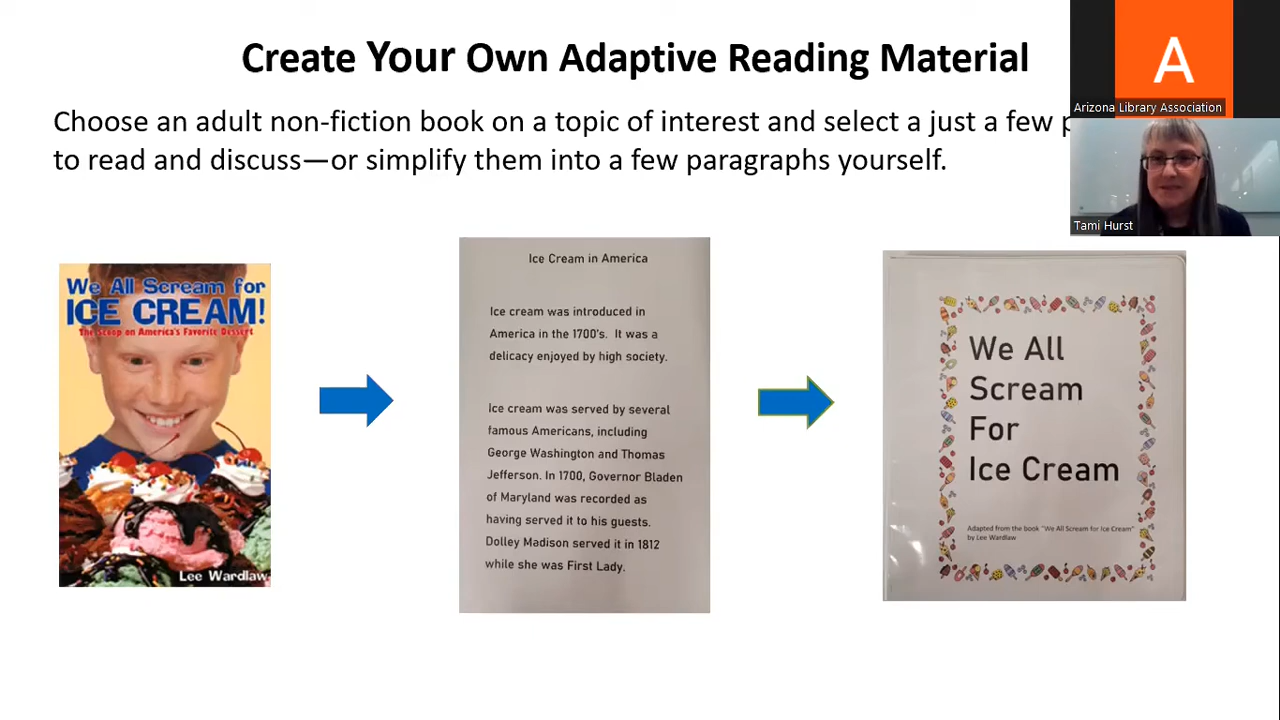 Create Your Own Adaptive Reading Material
Choose an adult non-fiction book on a topic of interest and select a just a few
to read and discuss—or simplify them into a few paragraphs yourself.
A
Arizona Library Association
Tami Hurst
We All Scream for
ICE CREAM!
The Scoop on America's Favorite Dessert
Lee Wardlaw
Ice Cream in America
Ice cream was introduced in
America in the 1700's. It was a
delicacy enjoyed by high society.
Ice cream was served by several
famous Americans, including
George Washington and Thomas
Jefferson. In 1700, Governor Bladen
of Maryland was recorded as
having served it to his guests.
Dolley Madison served it in 1812
while she was First Lady.
We All
Scream
For
Ice Cream
Adapted from the book "We All Scream for Ice Cream"
by Lee Wardlaw